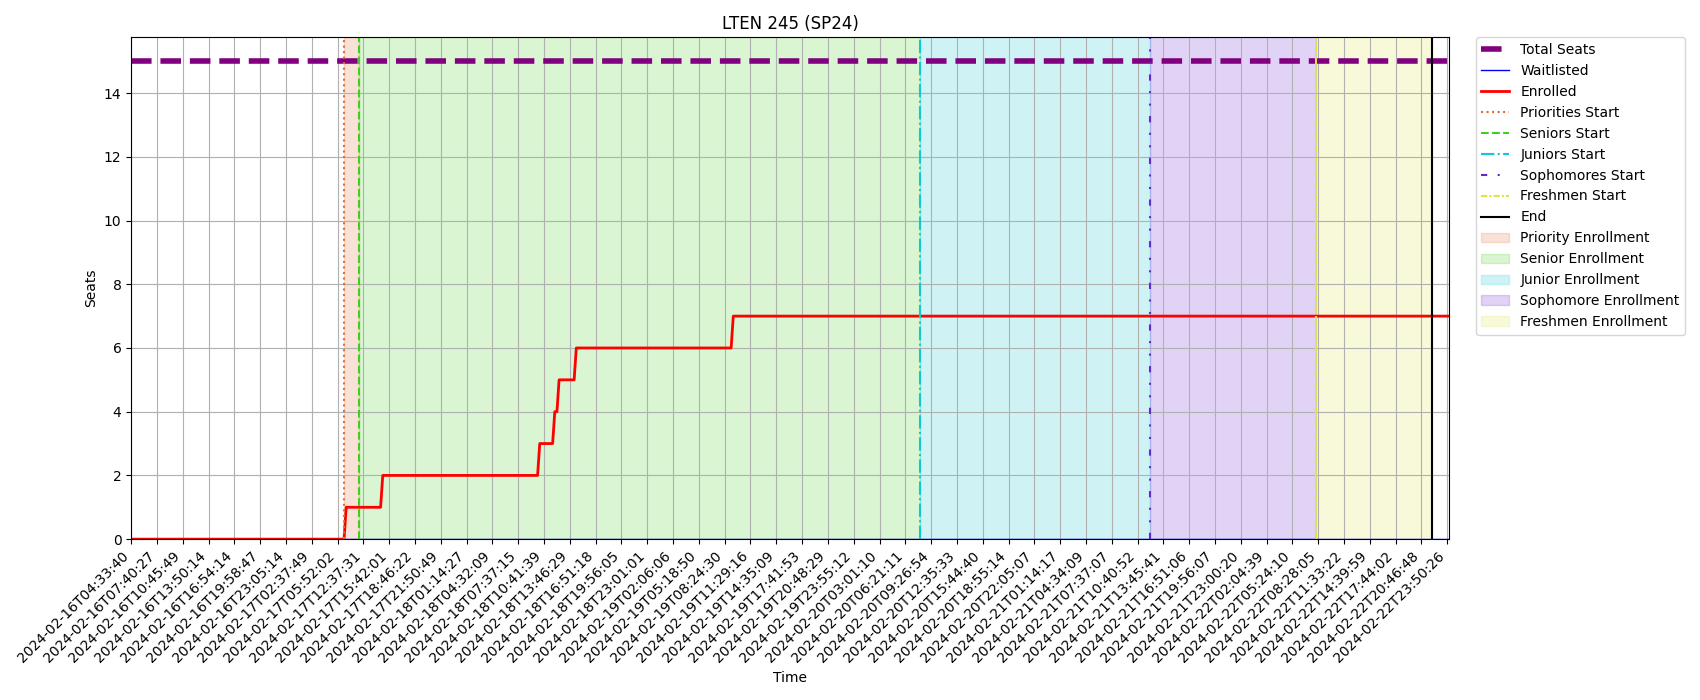 LTEN 245 (SP24)
Seats
14
12
10
8
6
4
2
0
2024-02-16T04:33:40
2024-02-16T07:40:27
2024-02-16T10:45:49
2024-02-16T13:50:14
2024-02-16T16:54:14
2024-02-16T19:58:47
2024-02-16T23:05:14
2024-02-17T02:37:49
2024-02-17T05:52:02
2024-02-17T12:37:31
2024-02-17T15:42:01
2024-02-17T18:46:22
2024-02-17T21:50:49
2024-02-18T01:14:27
2024-02-18T04:32:09
2024-02-18T07:37:15
2024-02-18T10:41:39
2024-02-18T13:46:29
2024-02-18T16:51:18
2024-02-18T19:56:05
2024-02-18T23:01:01
2024-02-19T02:06:06
2024-02-19T05:18:50
2024-02-19T08:24:30
2024-02-19T11:29:16
2024-02-19T14:35:09
2024-02-19T17:41:53
2024-02-19T20:48:29
2024-02-19T23:55:12
2024-02-20T03:01:10
2024-02-20T06:21:11
2024-02-20T09:26:54
2024-02-20T12:35:33
2024-02-20T15:44:40
2024-02-20T18:55:14
2024-02-20T22:05:07
2024-02-21T01:14:17
2024-02-21T04:34:09
2024-02-21T07:37:07
2024-02-21T10:40:52
2024-02-21T13:45:41
2024-02-21T16:51:06
2024-02-21T19:56:07
2024-02-21T23:00:20
2024-02-22T02:04:39
2024-02-22T05:24:10
2024-02-22T08:28:05
2024-02-22T11:33:22
2024-02-22T14:39:59
2024-02-22T17:44:02
2024-02-22T20:46:48
2024-02-22T23:50:26
Time
Total Seats
Waitlisted
Enrolled
Priorities Start
Seniors Start
Juniors Start
Sophomores Start
Freshmen Start
End
Priority Enrollment
Senior Enrollment
Junior Enrollment
Sophomore Enrollment
Freshmen Enrollment